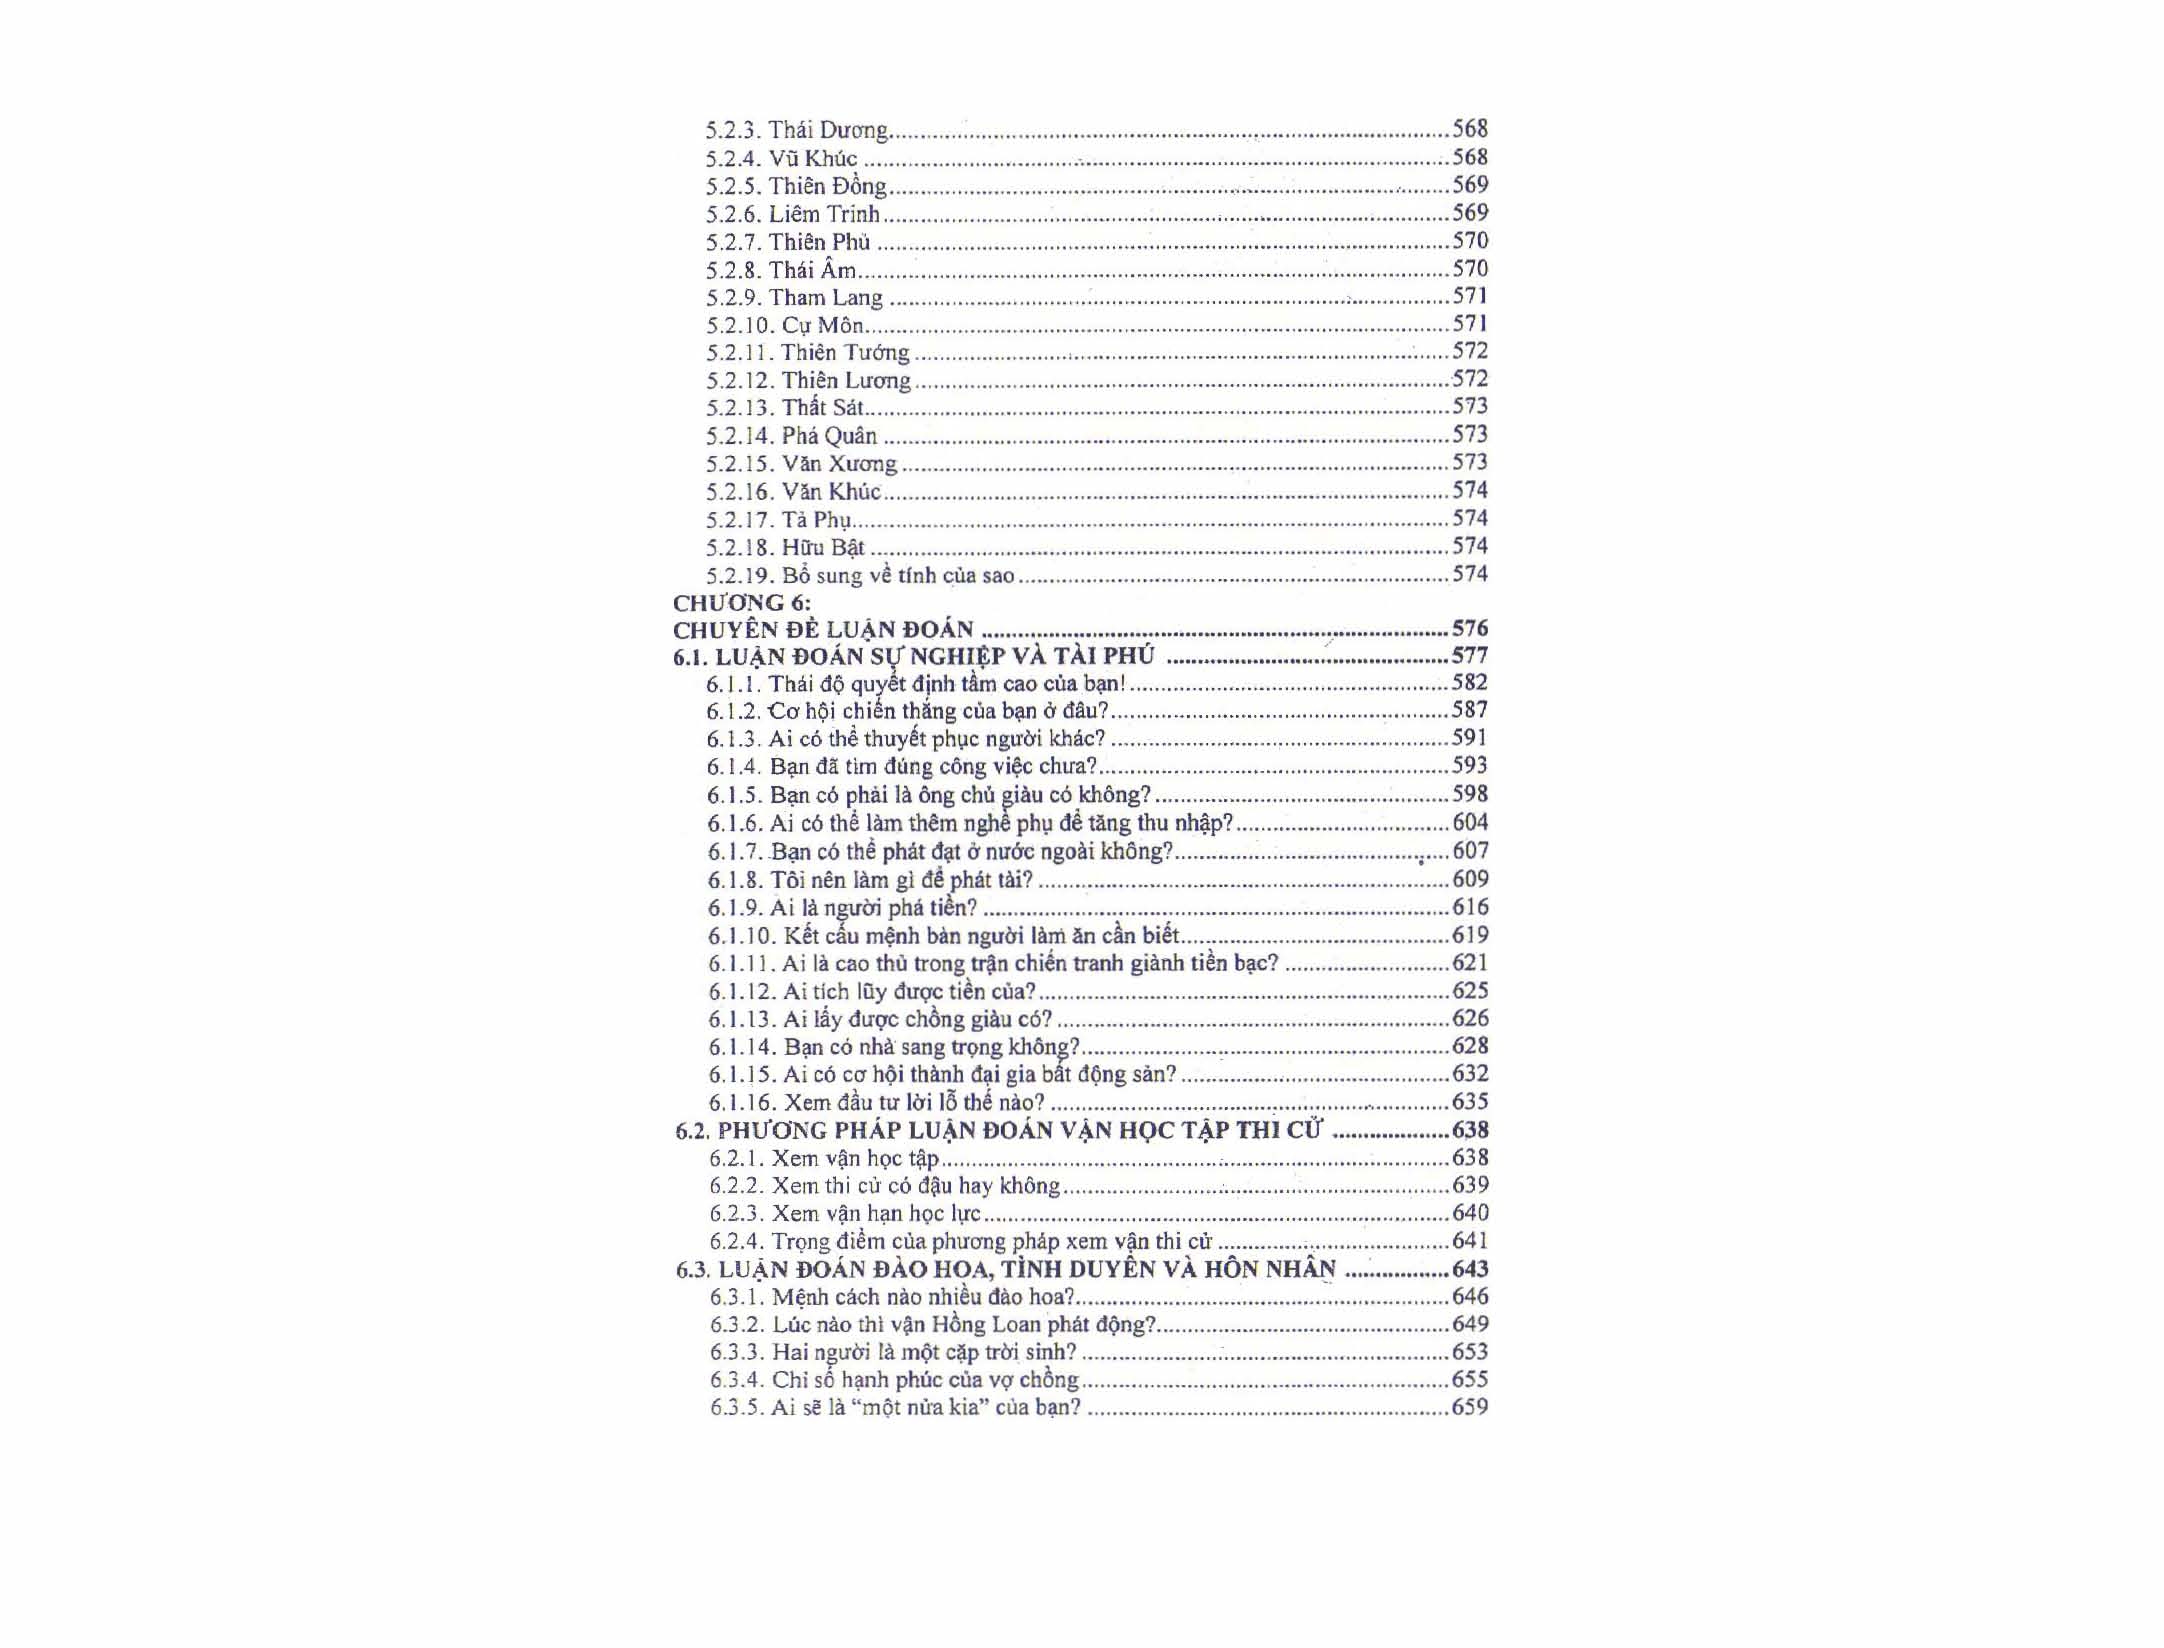 5.2.3. Thái Dương..........568
5.2.4. Vũ Khúc..........568
5.2.5. Thiên Đồng..........569
5.2.6. Liêm Trinh..........569
5.2.7. Thiên Phủ..........570
5.2.8. Thái Âm..........570
5.2.9. Tham Lang..........571
5.2.10. Cự Môn..........571
5.2.11. Thiên Tướng..........572
5.2.12. Thiên Lương..........572
5.2.13. Thất Sát..........573
5.2.14. Phá Quân..........573
5.2.15. Văn Xương..........573
5.2.16. Văn Khúc..........574
5.2.17. Tả Phụ..........574
5.2.18. Hữu Bật..........574
5.2.19. Bổ sung về tính của sao..........574
CHƯƠNG 6:
CHUYÊN ĐỀ LUẬN ĐOÁN..........576
6.1. LUẬN ĐOÁN SỰ NGHIỆP VÀ TÀI PHÚ..........577
6.1.1. Thái độ quyết định tầm cao của bạn!..........582
6.1.2. Cơ hội chiến thắng của bạn ở đâu?..........587
6.1.3. Ai có thể thuyết phục người khác?..........591
6.1.4. Bạn đã tìm đúng công việc chưa?..........593
6.1.5. Bạn có phải là ông chủ giàu có không?..........598
6.1.6. Ai có thể làm thêm nghề phụ để tăng thu nhập?..........604
6.1.7. Bạn có thể phát đạt ở nước ngoài không?..........607
6.1.8. Tôi nên làm gì để phát tài?..........609
6.1.9. Ai là người phá tiền?..........616
6.1.10. Kết cấu mệnh bàn người làm ăn cần biết..........619
6.1.11. Ai là cao thủ trong trận chiến tranh giành tiền bạc?..........621
6.1.12. Ai tích lũy được tiền của?..........625
6.1.13. Ai lấy được chồng giàu có?..........626
6.1.14. Bạn có nhà sang trọng không?..........628
6.1.15. Ai có cơ hội thành đại gia bất động sản?..........632
6.1.16. Xem đầu tư lời lỗ thế nào?..........635
6.2. PHƯƠNG PHÁP LUẬN ĐOÁN VẬN HỌC TẬP THI CỬ..........638
6.2.1. Xem vận học tập..........638
6.2.2. Xem thi cử có đậu hay không..........639
6.2.3. Xem vận hạn học lực..........640
6.2.4. Trọng điểm của phương pháp xem vận thi cử..........641
6.3. LUẬN ĐOÁN ĐÀO HOA, TÌNH DUYÊN VÀ HÔN NHÂN..........643
6.3.1. Mệnh cách nào nhiều đào hoa?..........646
6.3.2. Lúc nào thì vận Hồng Loan phát động?..........649
6.3.3. Hai người là một cặp trời sinh?..........653
6.3.4. Chỉ số hạnh phúc của vợ chồng..........655
6.3.5. Ai sẽ là “một nửa kia” của bạn?..........659